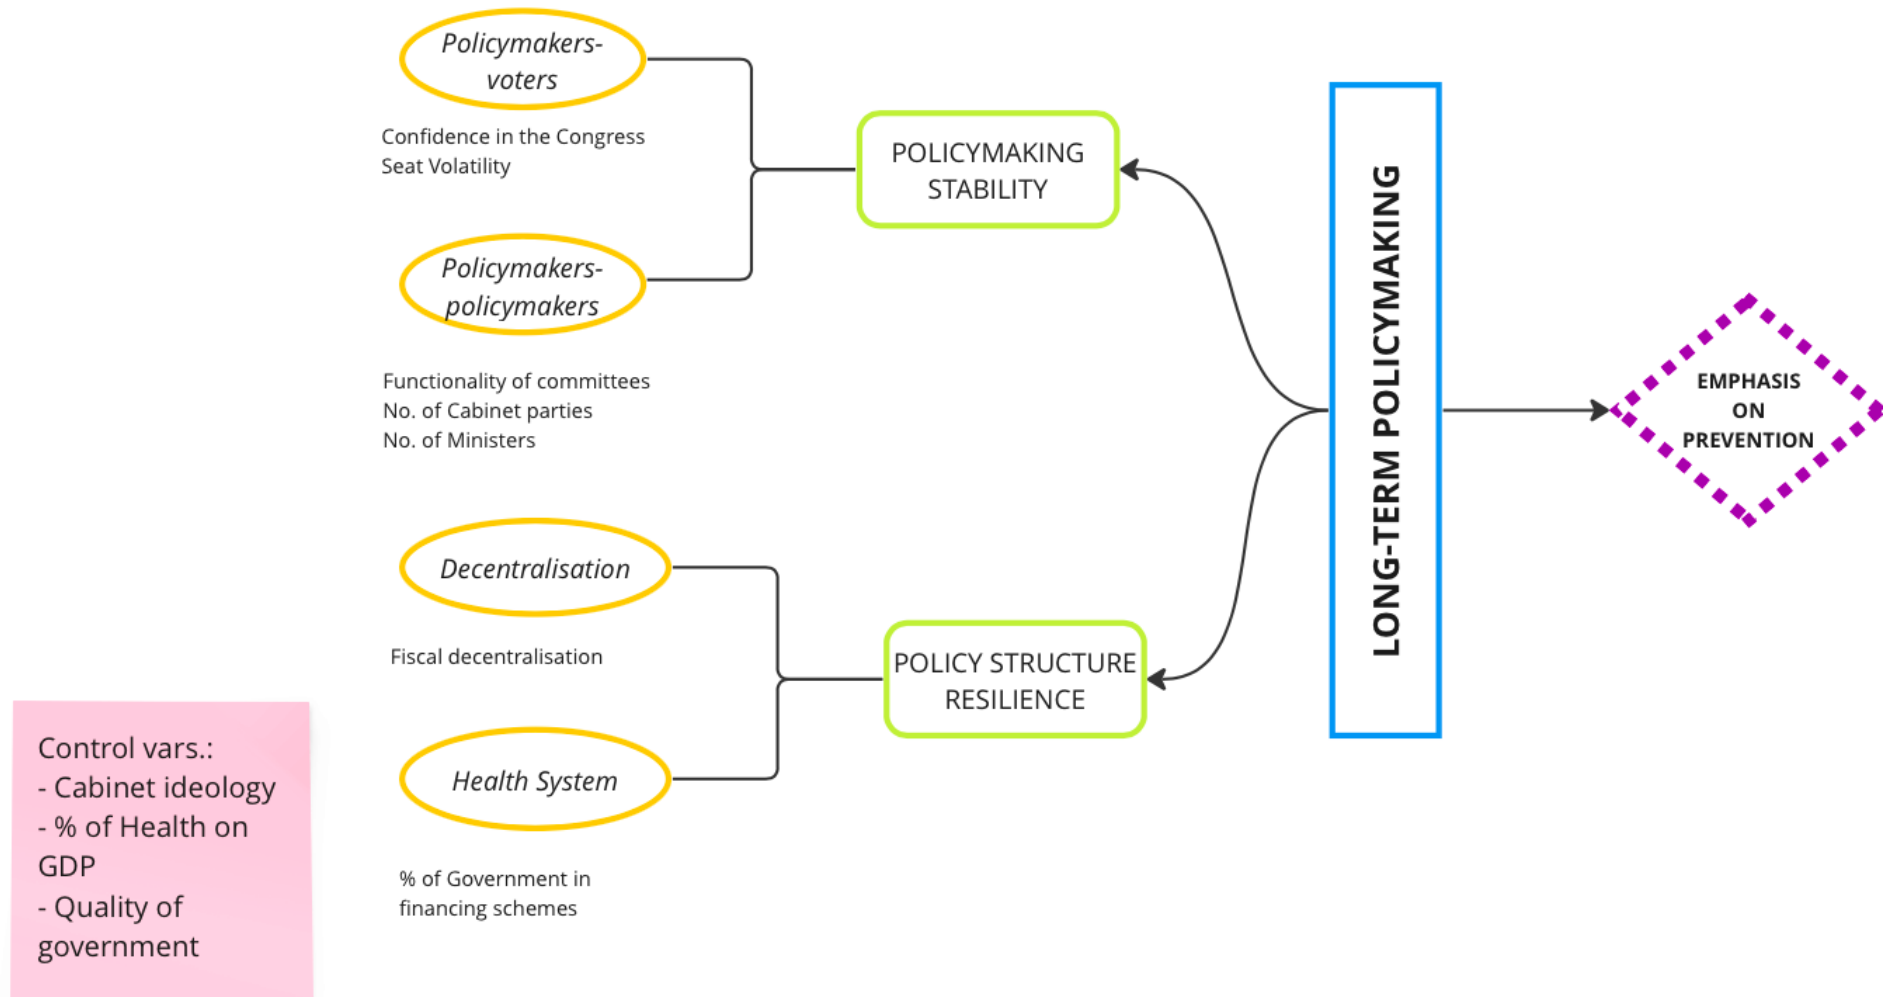 Policymakers-
voters
Confidence in the Congress
Seat Volatility
Policymakers-
policymakers
Functionality of committees
No. of Cabinet parties
No. of Ministers
Decentralisation
Fiscal decentralisation
Health System
% of Government in
financing schemes
Control vars.:
- Cabinet ideology
- % of Health on
GDP
- Quality of
government
POLICYMAKING
STABILITY
POLICY STRUCTURE
RESILIENCE
LONG-TERM POLICYMAKING
EMPHASIS
ON
PREVENTION